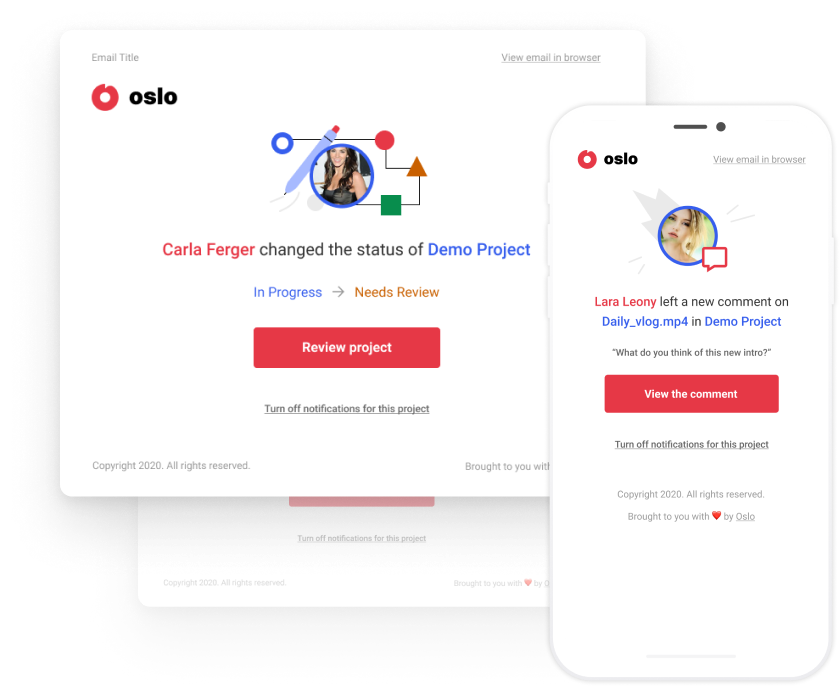 Email Title
View email in browser
oslo
Carla Ferger changed the status of Demo Project
In Progress → Needs Review
Review project
Turn off notifications for this project
Copyright 2020. All rights reserved.
Brought to you with
Turn off notifications for this project
Copyright 2020. All rights reserved.
Brought to you with ❤ by O
oslo
View email in browser
Lara Leony left a new comment on
Daily_vlog.mp4 in Demo Project
“What do you think of this new intro?”
View the comment
Turn off notifications for this project
Copyright 2020. All rights reserved.
Brought to you with ❤ by Oslo